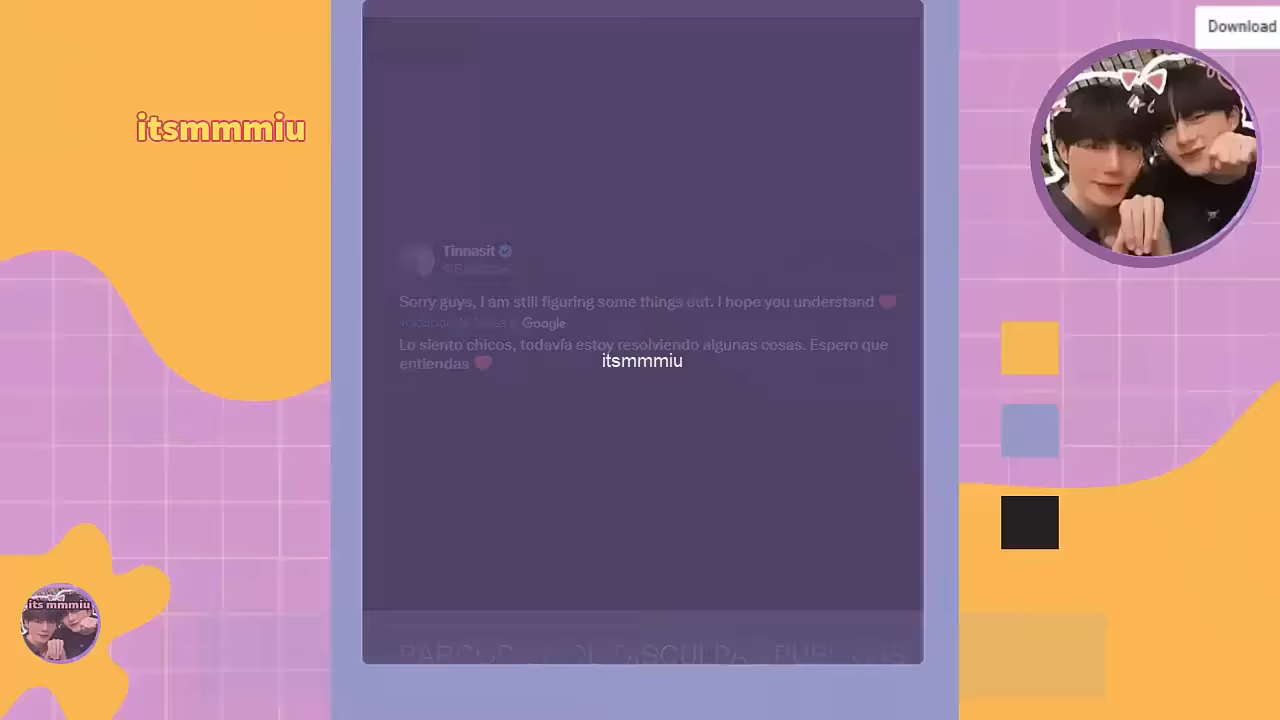 Download
itsmmmiu
Tinnasit
Sorry guys, I am still figuring some things out. I hope you understand ❤️
Google
Lo siento chicos, todavía estoy resolviendo algunas cosas. Espero que
entiendas ❤️
itsmmmiu
its mmmiu